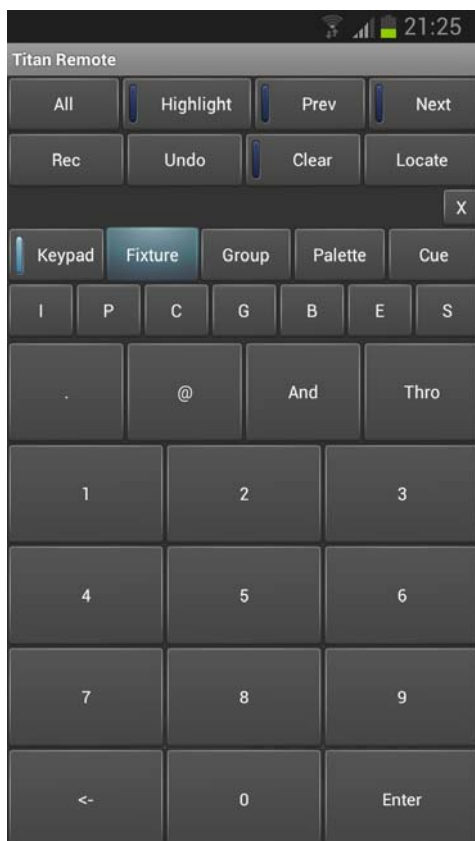 21:25
Titan Remote
All Highlight Prev Next
Rec Undo Clear Locate
X
Keypad Fixture Group Palette Cue
I P C G B E S
. @ And Thro
1 2 3
4 5 6
7 8 9
<- 0 Enter